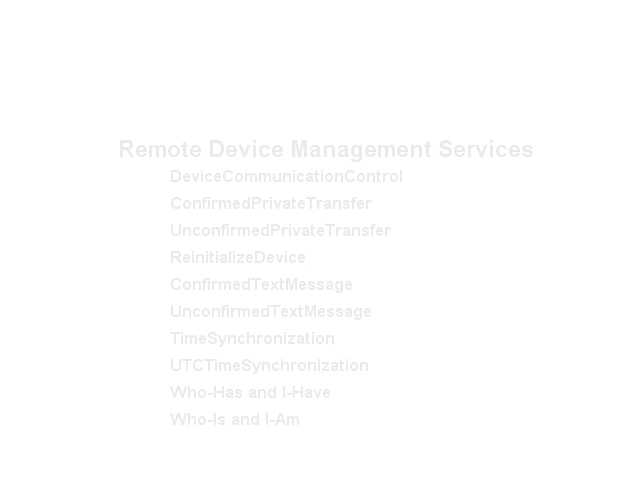 Remote Device Management Services
DeviceCommunicationControl
ConfirmedPrivateTransfer
UnconfirmedPrivateTransfer
ReinitializeDevice
ConfirmedTextMessage
UnconfirmedTextMessage
TimeSynchronization
UTCTimeSynchronization
Who-Has and I-Have
Who-Is and I-Am